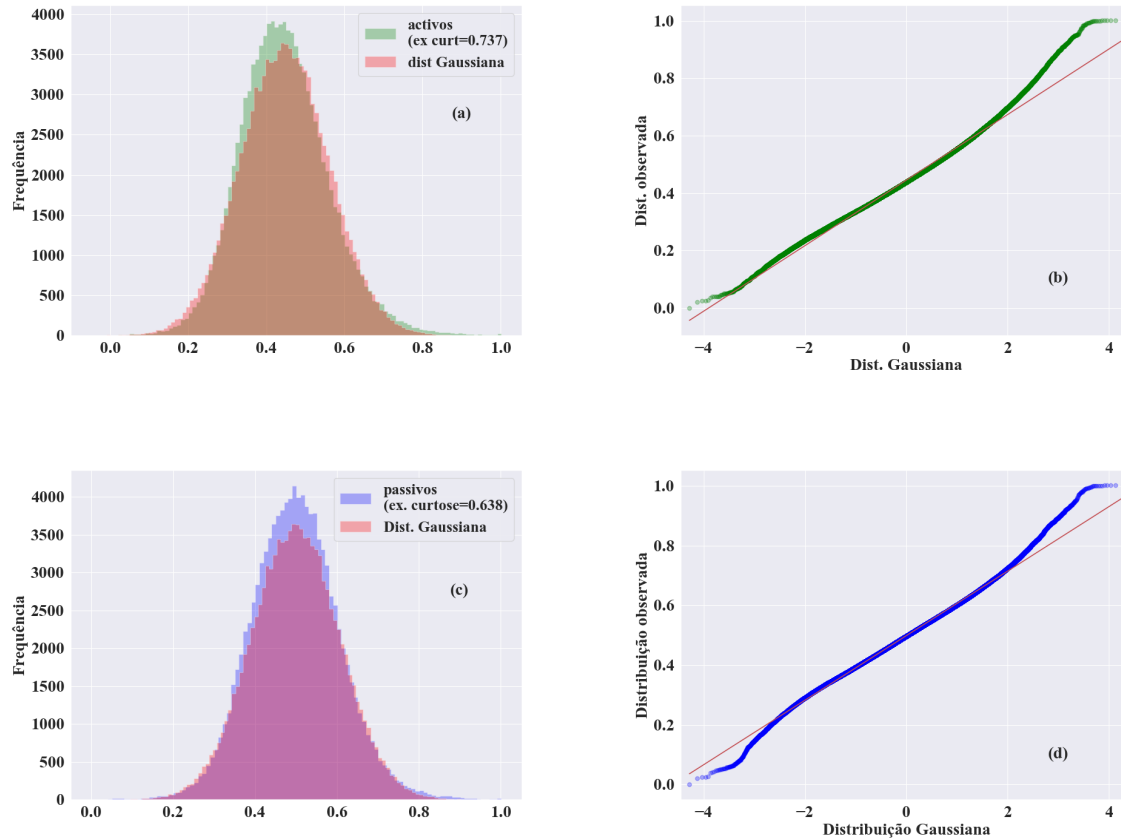 4000
3500
3000
2500
2000
1500
1000
500
0
Frequência
activos
(ex curt=0.737)
dist Gaussiana
(a)
0.0 0.2 0.4 0.6 0.8 1.0
1.0
0.8
0.6
0.4
0.2
0.0
Dist. observada
(b)
−4 −2 0 2 4
Dist. Gaussiana
4000
3500
3000
2500
2000
1500
1000
500
0
Frequência
passivos
(ex. curtose=0.638)
Dist. Gaussiana
(c)
0.0 0.2 0.4 0.6 0.8 1.0
1.0
0.8
0.6
0.4
0.2
0.0
Distribuição observada
(d)
−4 −2 0 2 4
Distribuição Gaussiana